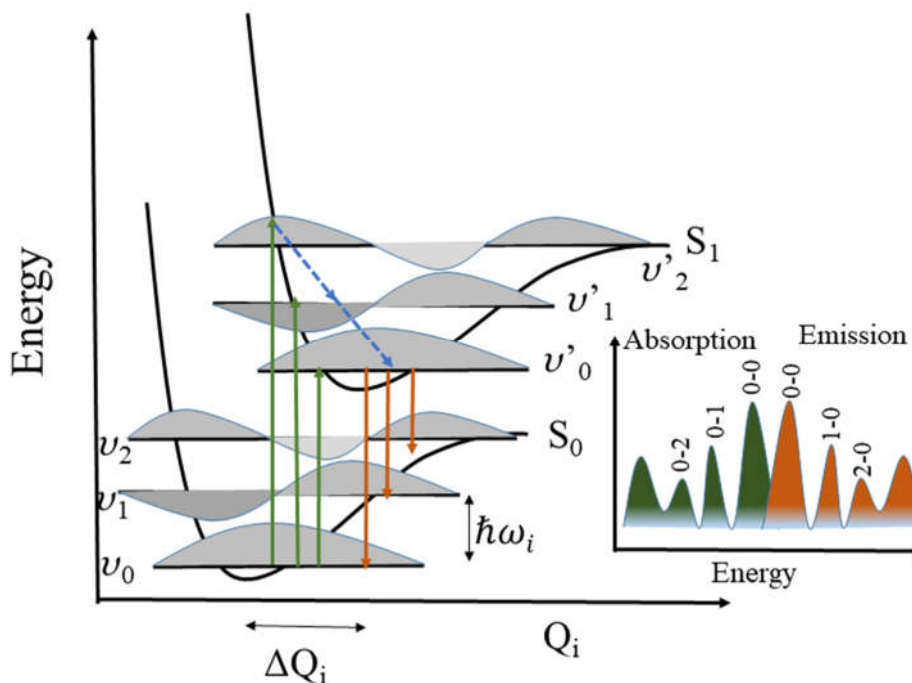 Energy
S₁
υ'₂
υ'₁
υ'₀
S₀
υ₂
υ₁
υ₀
ℏωᵢ
ΔQᵢ
Qᵢ
Absorption
Emission
0-2
0-1
0-0
0-0
1-0
2-0
Energy